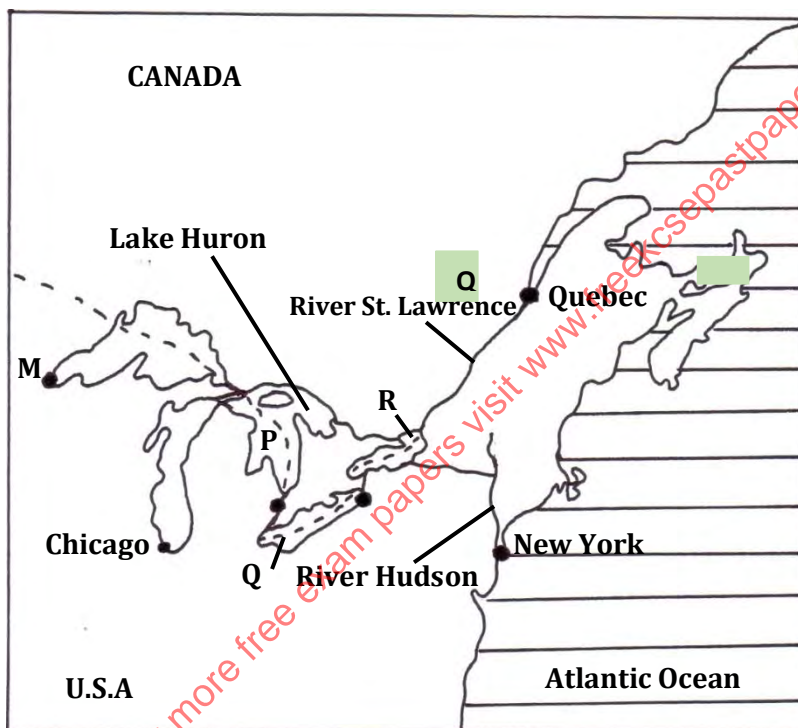 CANADA
Lake Huron
Q
River St. Lawrence
Quebec
M
R
P
Chicago
Q
River Hudson
New York
U.S.A
Atlantic Ocean
more free exam papers visit www.freekcsepastpap